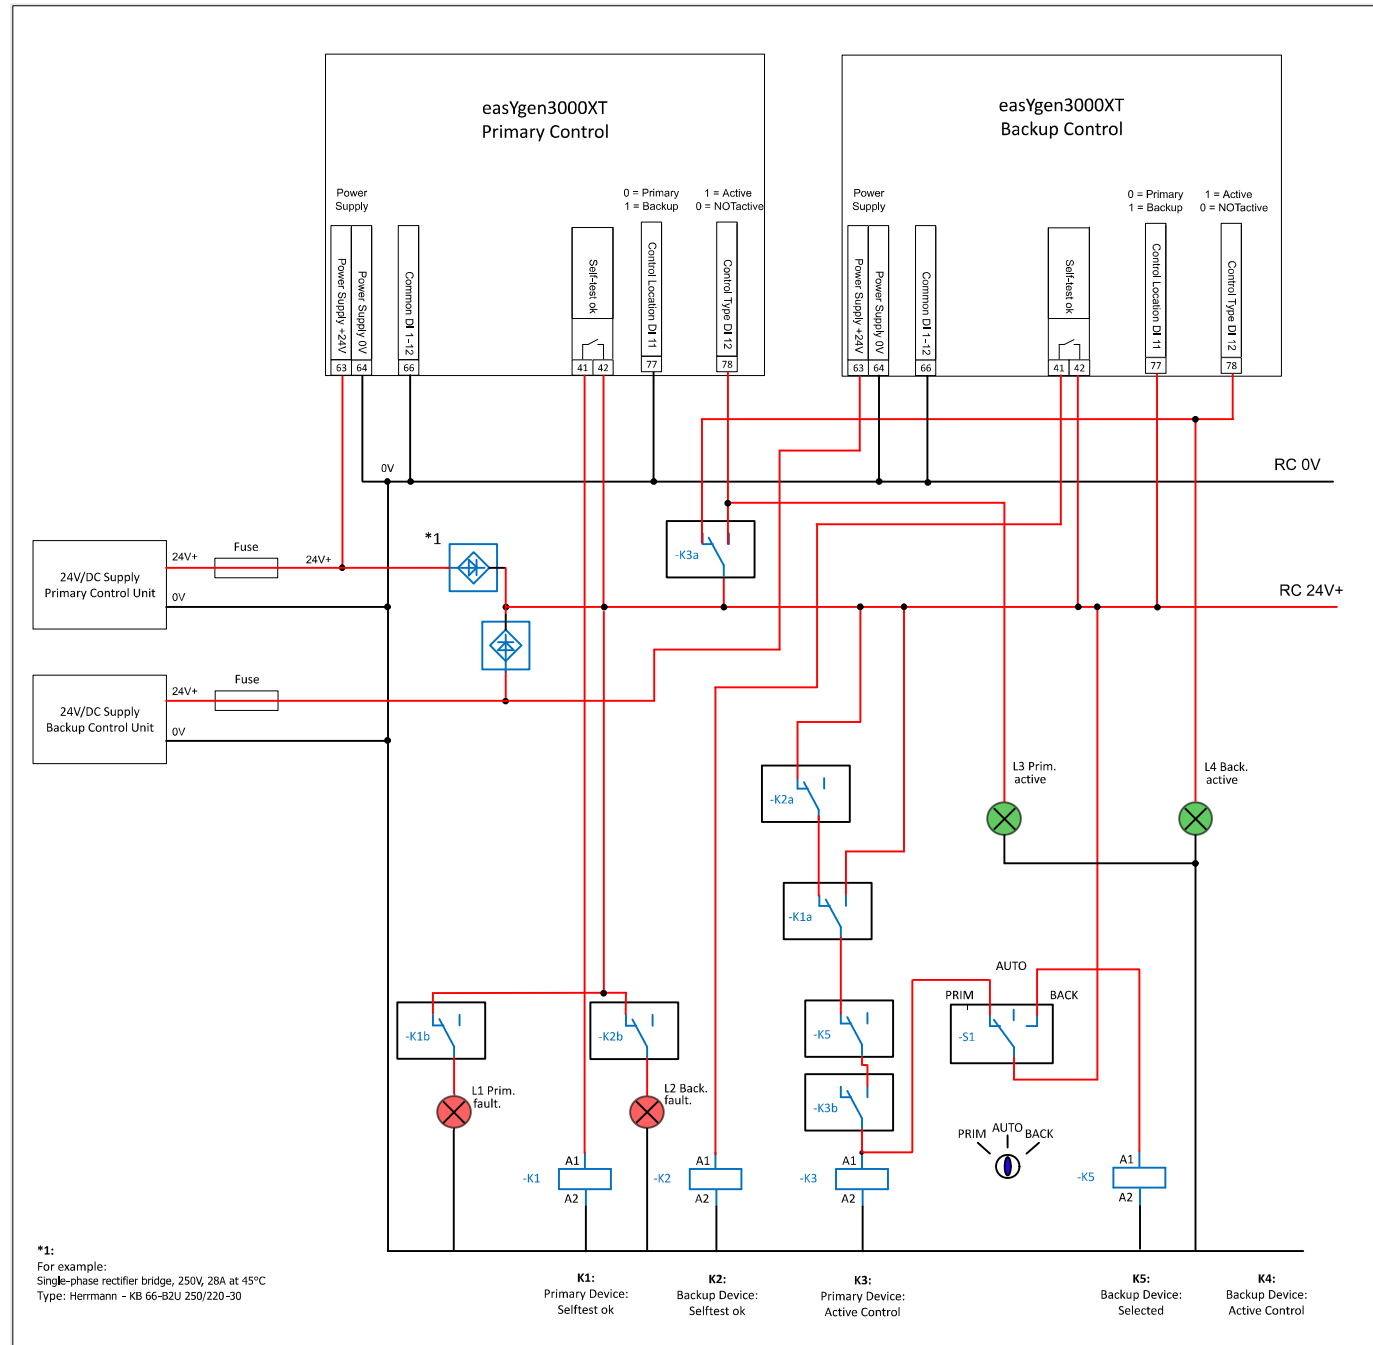 easYgen3000XT
Primary Control
easYgen3000XT
Backup Control
Power
Supply
0 = Primary
1 = Backup
1 = Active
0 = NOTactive
Power
Supply
0 = Primary
1 = Backup
1 = Active
0 = NOTactive
Power Supply +24V
Power Supply 0V
Common DI 1-12
Self-test ok
Control Location DI 11
Control Type DI 12
Power Supply +24V
Power Supply 0V
Common DI 1-12
Self-test ok
Control Location DI 11
Control Type DI 12
63
64
66
41
42
77
78
63
64
66
41
42
77
78
0V
RC 0V
*1
-K3a
24V/DC Supply
Primary Control Unit
24V+
Fuse
24V+
0V
RC 24V+
24V/DC Supply
Backup Control Unit
24V+
Fuse
0V
L3 Prim.
active
L4 Back.
active
-K2a
-K1a
AUTO
PRIM
BACK
-K1b
-K2b
-K5
-S1
L1 Prim.
fault.
L2 Back.
fault.
-K3b
PRIM
AUTO
BACK
-K1
A1
A2
-K2
A1
A2
-K3
A1
A2
-K5
A1
A2
*1:
For example:
Single-phase rectifier bridge, 250V, 28A at 45°C
Type: Herrmann - KB 66-B2U 250/220-30
K1:
Primary Device:
Selftest ok
K2:
Backup Device:
Selftest ok
K3:
Primary Device:
Active Control
K5:
Backup Device:
Selected
K4:
Backup Device:
Active Control